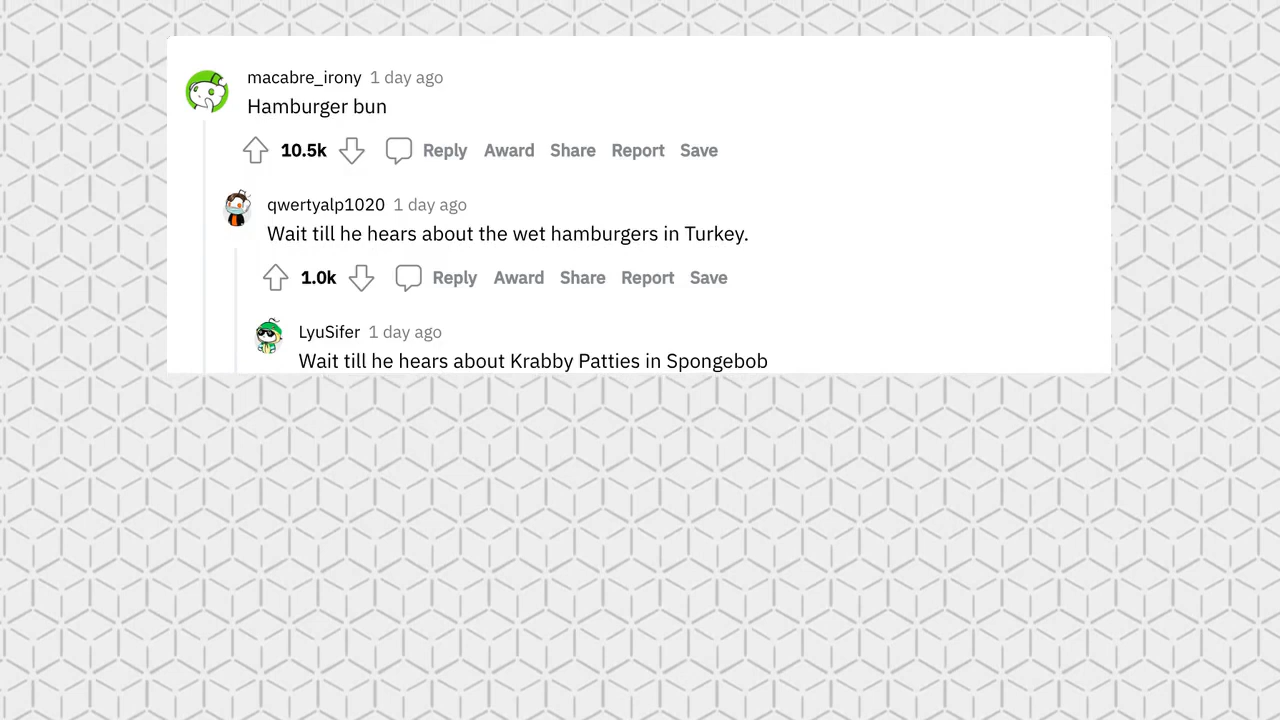 macabre_irony 1 day ago
Hamburger bun
10.5k Reply Award Share Report Save
qwertyalp1020 1 day ago
Wait till he hears about the wet hamburgers in Turkey.
1.0k Reply Award Share Report Save
LyuSifer 1 day ago
Wait till he hears about Krabby Patties in Spongebob